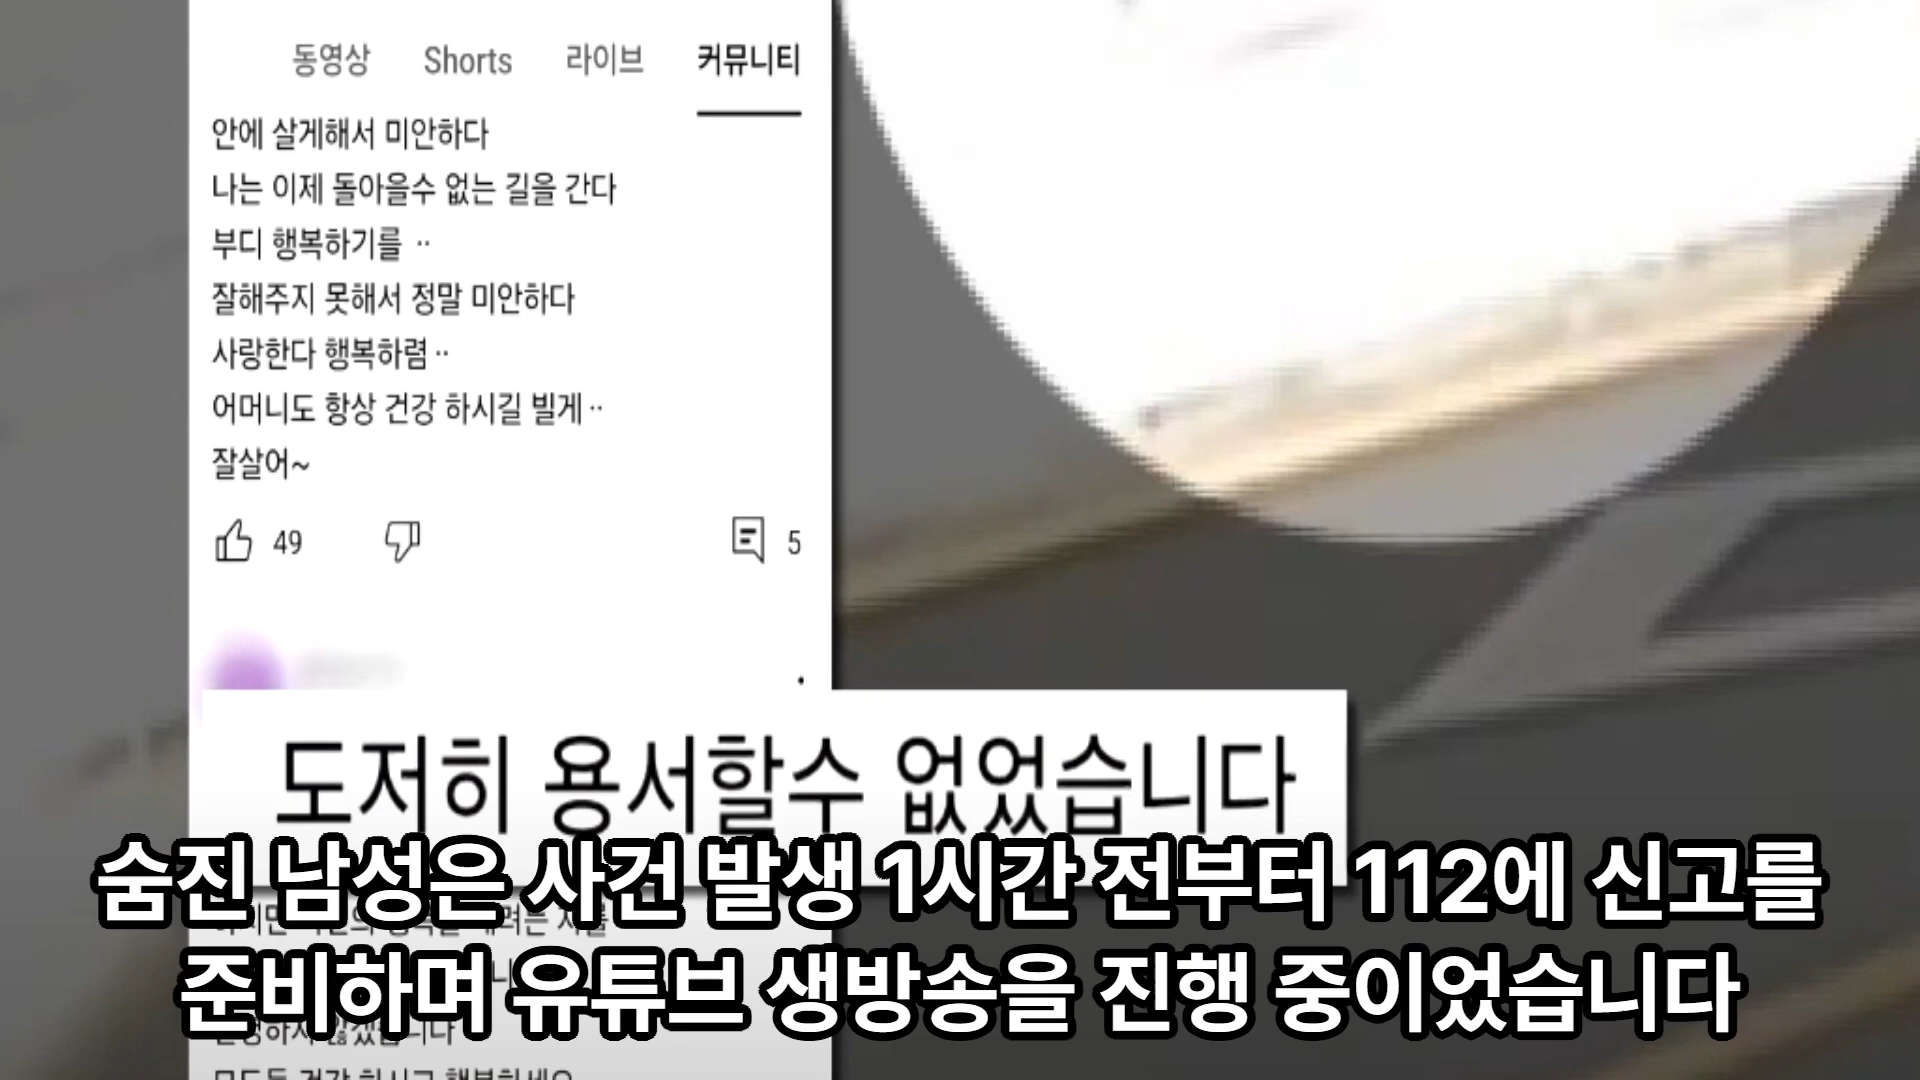 동영상 Shorts 라이브 커뮤니티
안에 살게해서 미안하다
나는 이제 돌아올수 없는 길을 간다
부디 행복하기를 ··
잘해주지 못해서 정말 미안하다
사랑한다 행복하렴 ··
어머니도 항상 건강 하시길 빌게 ··
잘살어~
49 5
도저히 용서할수 없었습니다
숨진 남성은 사건 발생 1시간 전부터 112에 신고를
준비하며 유튜브 생방송을 진행 중이었습니다